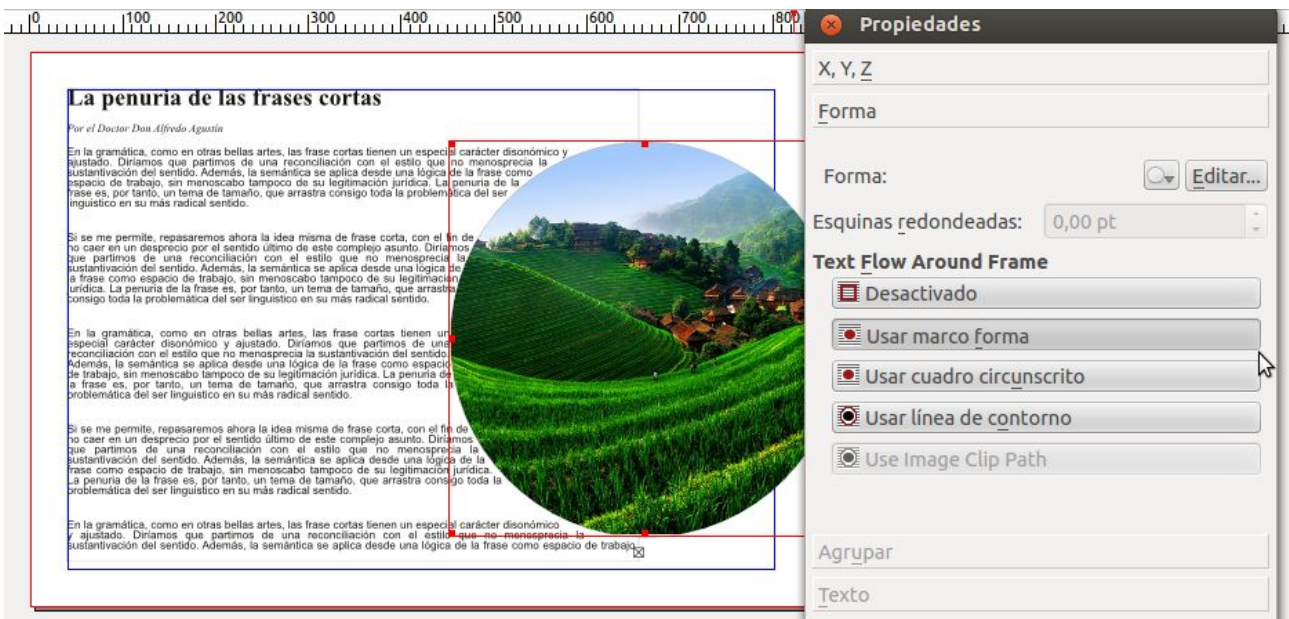 0 100 200 300 400 500 600 700 800
La penuria de las frases cortas
Por el Doctor Don Alfredo Agustín
En la gramática, como en otras bellas artes, las frase cortas tienen un especial carácter disonómico y
ajustado. Diríamos que partimos de una reconciliación con el estilo que no menosprecia la
sustantivación del sentido. Además, la semántica se aplica desde una lógica de la frase como
espacio de trabajo, sin menoscabo tampoco de su legitimación jurídica. La penuria de la
frase es, por tanto, un tema de tamaño, que arrastra consigo toda la problemática del ser
linguistico en su más radical sentido.
Si se me permite, repasaremos ahora la idea misma de frase corta, con el fin de
no caer en un desprecio por el sentido último de este complejo asunto. Diríamos
que partimos de una reconciliación con el estilo que no menosprecia la
sustantivación del sentido. Además, la semántica se aplica desde una lógica de
la frase como espacio de trabajo, sin menoscabo tampoco de su legitimación
jurídica. La penuria de la frase es, por tanto, un tema de tamaño, que arrastra
consigo toda la problemática del ser linguistico en su más radical sentido.
En la gramática, como en otras bellas artes, las frase cortas tienen un
especial carácter disonómico y ajustado. Diríamos que partimos de una
reconciliación con el estilo que no menosprecia la sustantivación del sentido.
Además, la semántica se aplica desde una lógica de la frase como espacio
de trabajo, sin menoscabo tampoco de su legitimación jurídica. La penuria de
la frase es, por tanto, un tema de tamaño, que arrastra consigo toda la
problemática del ser linguistico en su más radical sentido.
Si se me permite, repasaremos ahora la idea misma de frase corta, con el fin de
no caer en un desprecio por el sentido último de este complejo asunto. Diríamos
que partimos de una reconciliación con el estilo que no menosprecia la
sustantivación del sentido. Además, la semántica se aplica desde una lógica de la
frase como espacio de trabajo, sin menoscabo tampoco de su legitimación jurídica.
La penuria de la frase es, por tanto, un tema de tamaño, que arrastra consigo toda la
problemática del ser linguistico en su más radical sentido.
En la gramática, como en otras bellas artes, las frase cortas tienen un especial carácter disonómico
y ajustado. Diríamos que partimos de una reconciliación con el estilo que no menosprecia la
sustantivación del sentido. Además, la semántica se aplica desde una lógica de la frase como espacio de trabajo,
Propiedades
X, Y, Z
Forma
Forma:
Editar...
Esquinas redondeadas: 0,00 pt
Text Flow Around Frame
Desactivado
Usar marco forma
Usar cuadro circunscrito
Usar línea de contorno
Use Image Clip Path
Agrupar
Texto